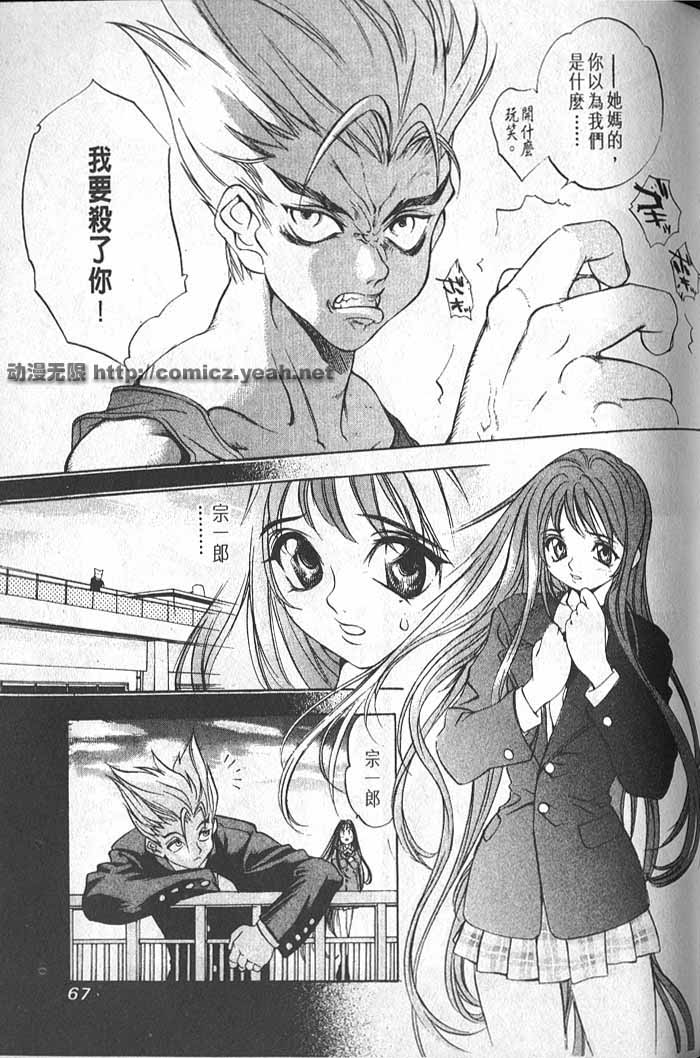 ——她媽的,
你以為我們
是什麼……
開什麼
玩笑。
我要殺了你！
动漫无限 http://comicz.yeah.net
宗一郎
……
宗一郎
67